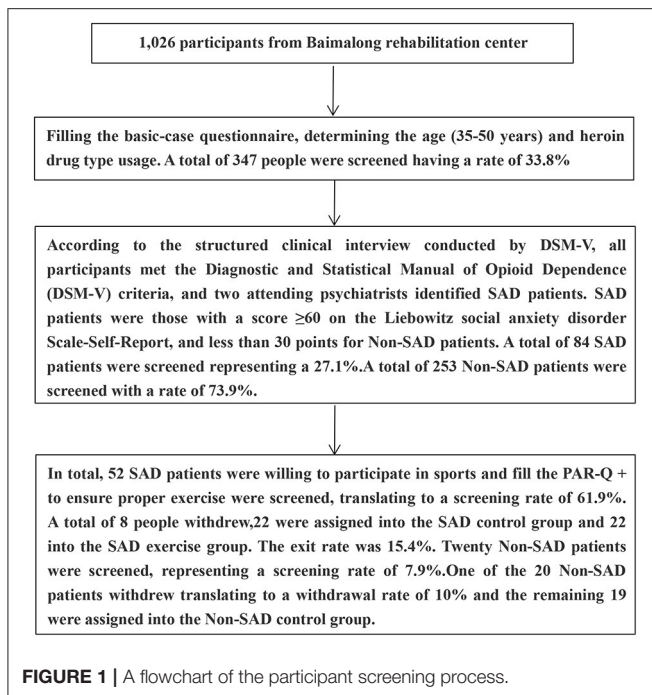 1,026 participants from Baimalong rehabilitation center
Filling the basic-case questionnaire, determining the age (35-50 years) and heroin
drug type usage. A total of 347 people were screened having a rate of 33.8%
According to the structured clinical interview conducted by DSM-V, all
participants met the Diagnostic and Statistical Manual of Opioid Dependence
(DSM-V) criteria, and two attending psychiatrists identified SAD patients. SAD
patients were those with a score ≥60 on the Liebowitz social anxiety disorder
Scale-Self-Report, and less than 30 points for Non-SAD patients. A total of 84 SAD
patients were screened representing a 27.1%.A total of 253 Non-SAD patients were
screened with a rate of 73.9%.
In total, 52 SAD patients were willing to participate in sports and fill the PAR-Q +
to ensure proper exercise were screened, translating to a screening rate of 61.9%.
A total of 8 people withdrew,22 were assigned into the SAD control group and 22
into the SAD exercise group. The exit rate was 15.4%. Twenty Non-SAD patients
were screened, representing a screening rate of 7.9%.One of the 20 Non-SAD
patients withdrew translating to a withdrawal rate of 10% and the remaining 19
were assigned into the Non-SAD control group.
FIGURE 1 | A flowchart of the participant screening process.